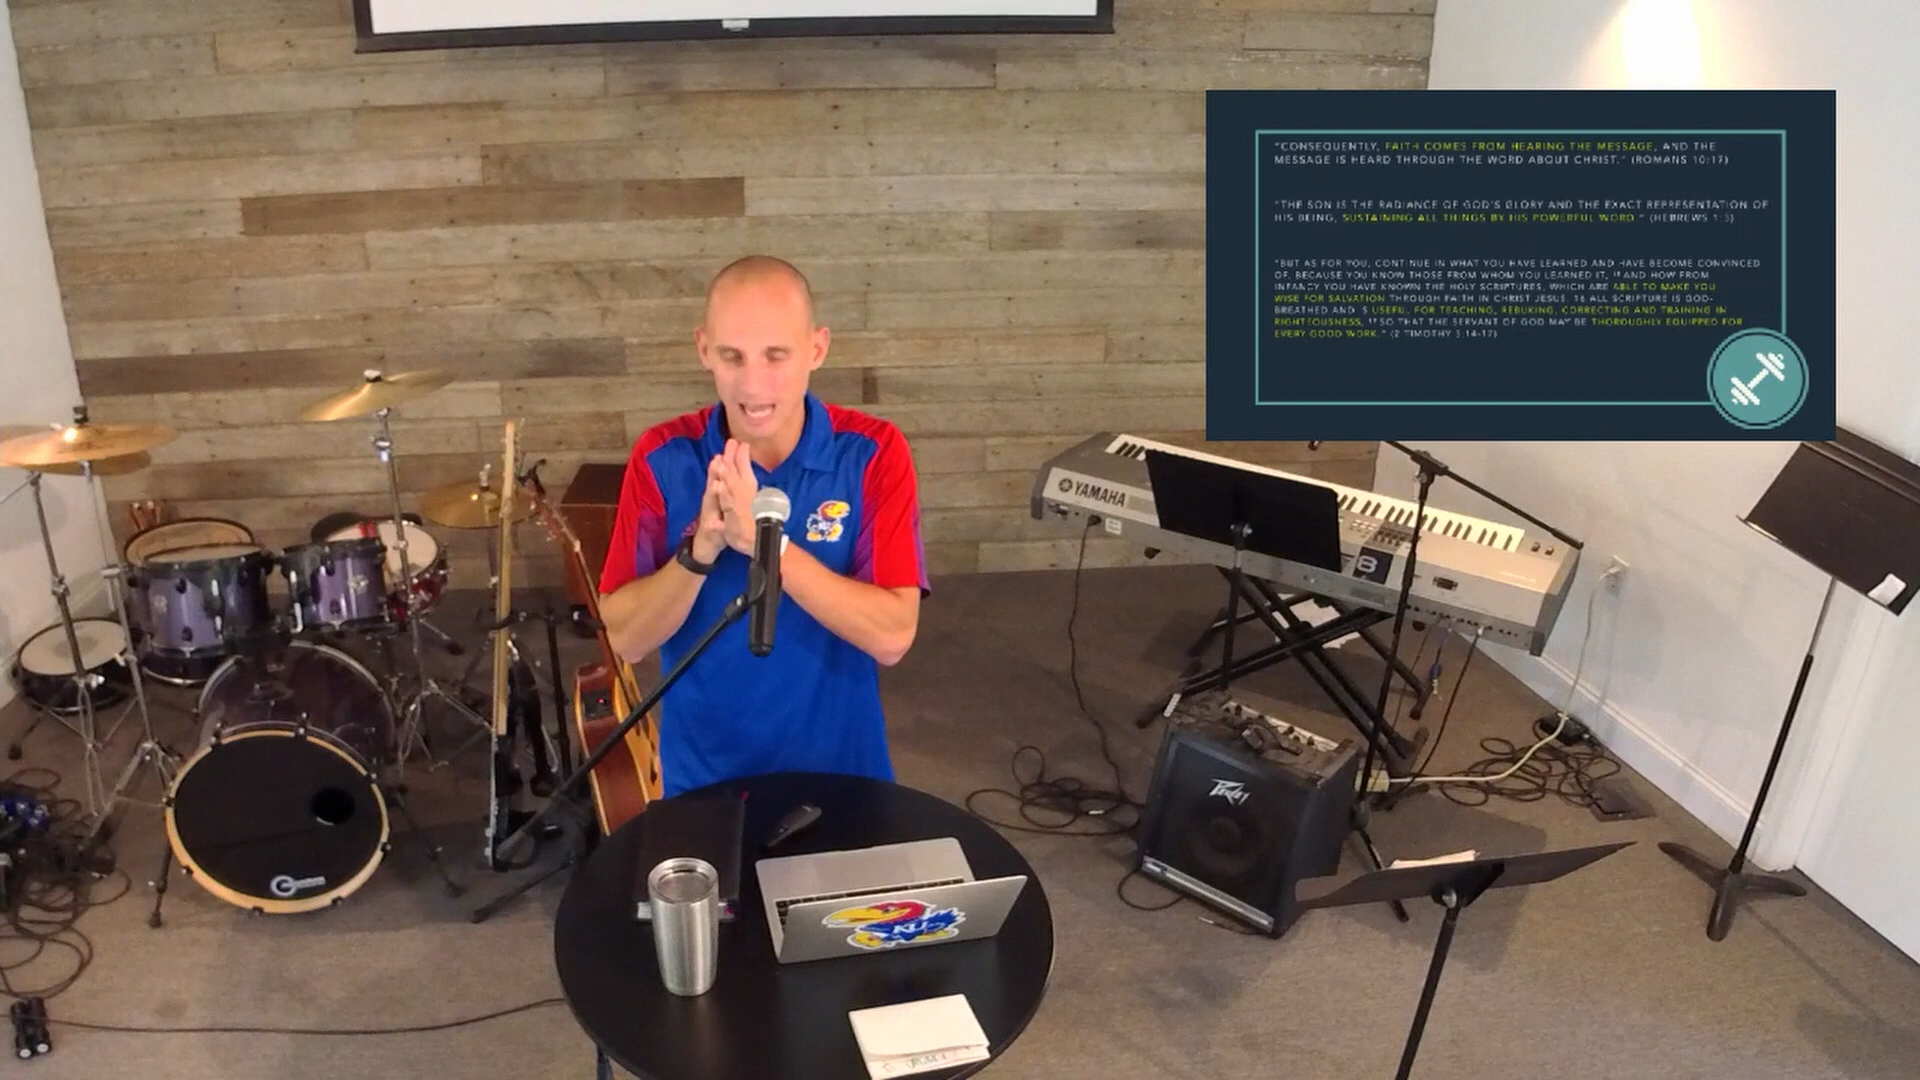 "CONSEQUENTLY, FAITH COMES FROM HEARING THE MESSAGE, AND THE
MESSAGE IS HEARD THROUGH THE WORD ABOUT CHRIST." (ROMANS 10:17)
"THE SON IS THE RADIANCE OF GOD'S GLORY AND THE EXACT REPRESENTATION OF
HIS BEING, SUSTAINING ALL THINGS BY HIS POWERFUL WORD." (HEBREWS 1:3)
"BUT AS FOR YOU, CONTINUE IN WHAT YOU HAVE LEARNED AND HAVE BECOME CONVINCED
OF, BECAUSE YOU KNOW THOSE FROM WHOM YOU LEARNED IT, 15 AND HOW FROM
INFANCY YOU HAVE KNOWN THE HOLY SCRIPTURES, WHICH ARE ABLE TO MAKE YOU
WISE FOR SALVATION THROUGH FAITH IN CHRIST JESUS. 16 ALL SCRIPTURE IS GOD-
BREATHED AND IS USEFUL FOR TEACHING, REBUKING, CORRECTING AND TRAINING IN
RIGHTEOUSNESS, 17 SO THAT THE SERVANT OF GOD MAY BE THOROUGHLY EQUIPPED FOR
EVERY GOOD WORK." (2 TIMOTHY 3:14-17)
YAMAHA
8
KU
Peavey
KU